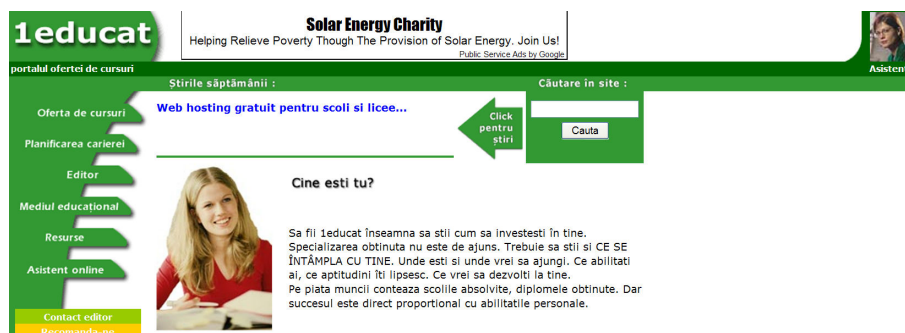 1educat
Solar Energy Charity
Helping Relieve Poverty Though The Provision of Solar Energy. Join Us!
Public Service Ads by Google
portalul ofertei de cursuri
Asistent
Știrile săptămânii :
Căutare în site :
Oferta de cursuri
Web hosting gratuit pentru scoli si licee...
Click
pentru
știri
Cauta
Planificarea carierei
Editor
Cine esti tu?
Mediul educațional
Resurse
Asistent online
Sa fii 1educat înseamna sa stii cum sa investesti în tine.
Specializarea obtinuta nu este de ajuns. Trebuie sa stii si CE SE
ÎNTÂMPLA CU TINE. Unde esti si unde vrei sa ajungi. Ce abilitati
ai, ce aptitudini îti lipsesc. Ce vrei sa dezvolti la tine.
Pe piata muncii conteaza scolile absolvite, diplomele obtinute. Dar
succesul este direct proportional cu abilitatile personale.
Contact editor
Recomanda-ne